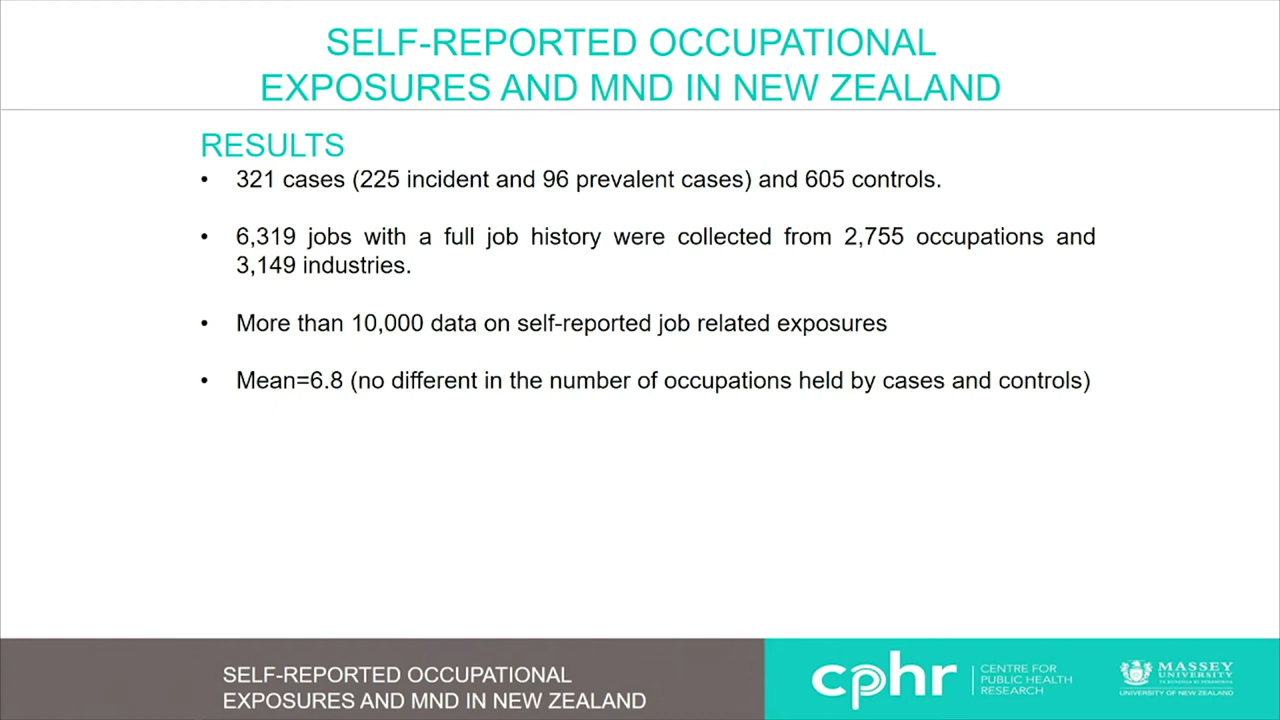 SELF-REPORTED OCCUPATIONAL
EXPOSURES AND MND IN NEW ZEALAND
RESULTS
• 321 cases (225 incident and 96 prevalent cases) and 605 controls.
• 6,319 jobs with a full job history were collected from 2,755 occupations and
3,149 industries.
• More than 10,000 data on self-reported job related exposures
• Mean=6.8 (no different in the number of occupations held by cases and controls)
SELF-REPORTED OCCUPATIONAL
EXPOSURES AND MND IN NEW ZEALAND
cphr
CENTRE FOR
PUBLIC HEALTH
RESEARCH
MASSEY
UNIVERSITY
UNIVERSITY OF NEW ZEALAND